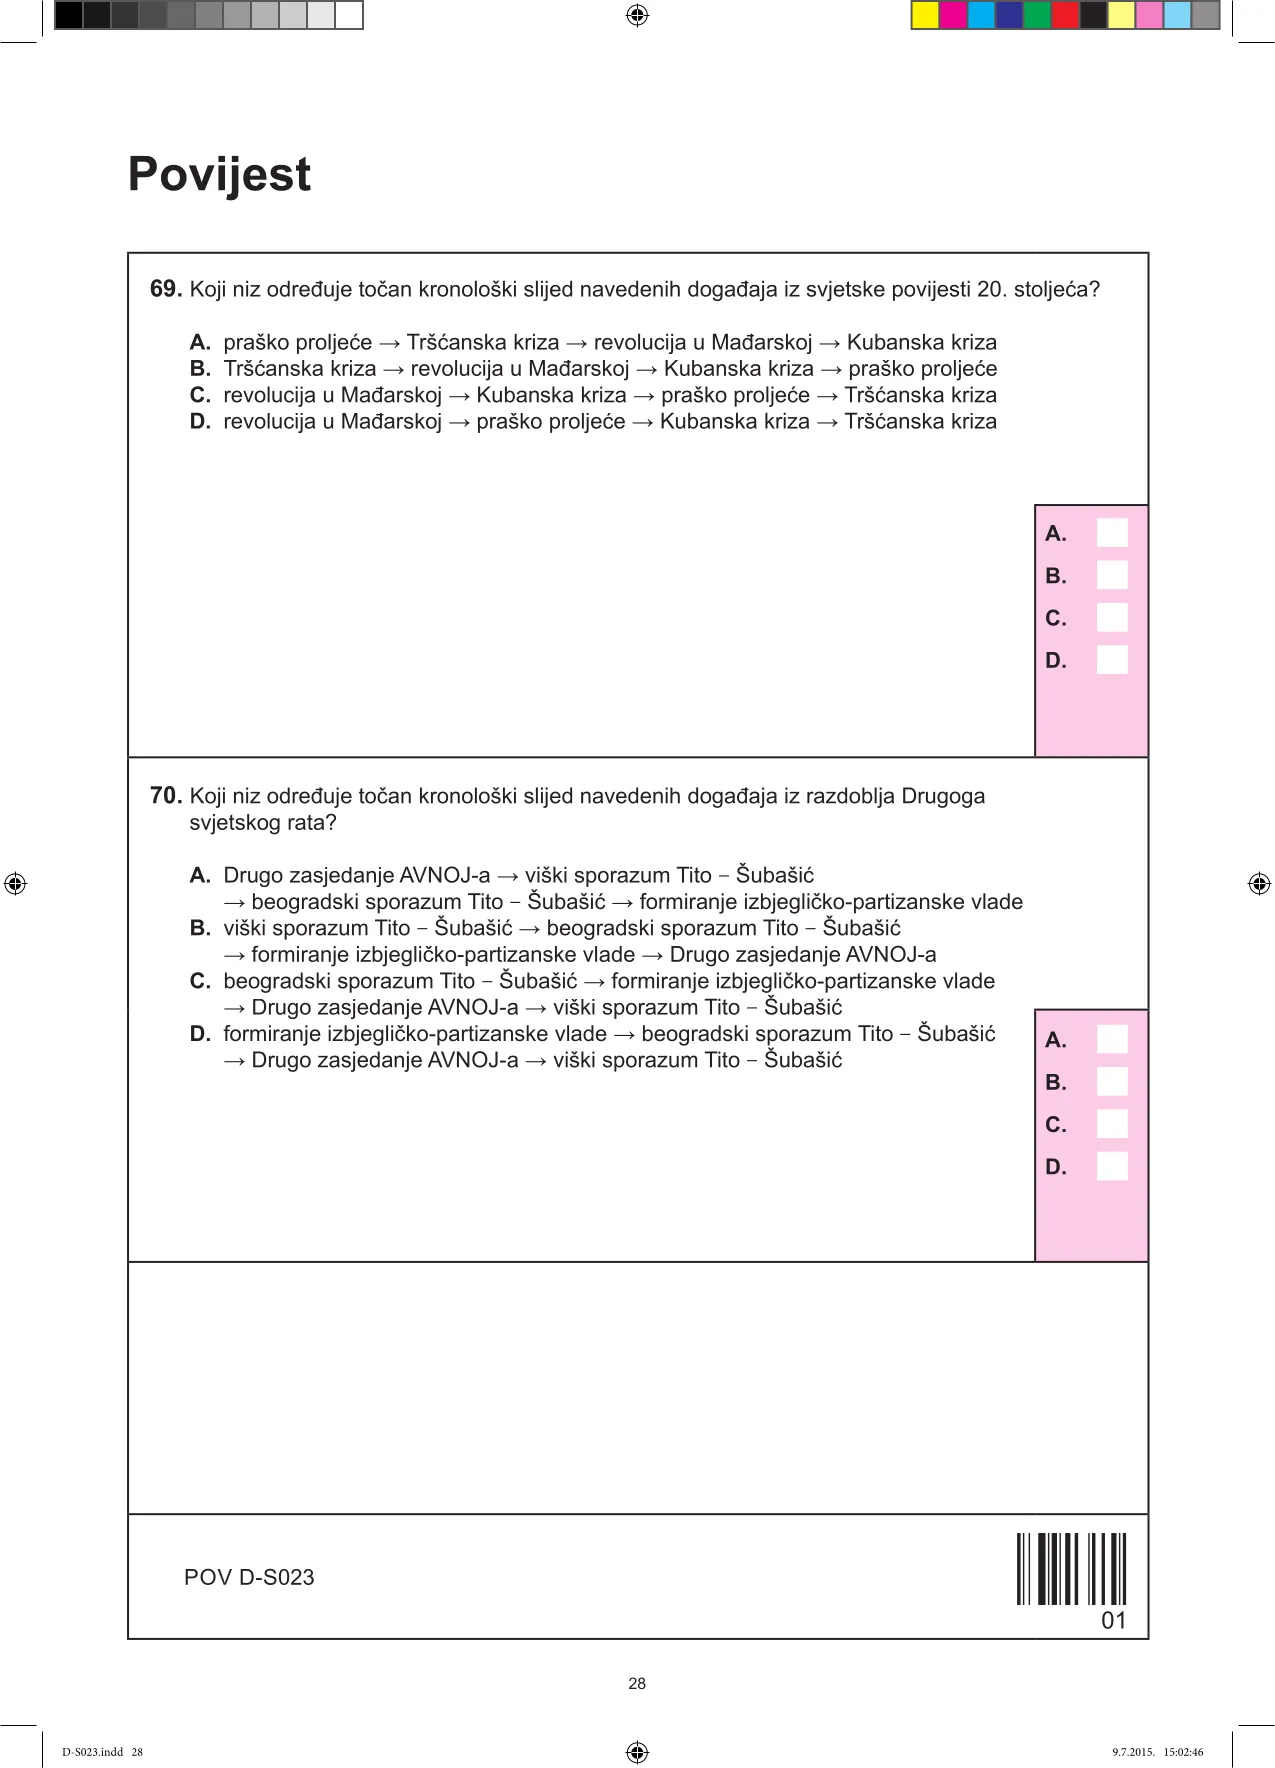 Povijest
69. Koji niz određuje točan kronološki slijed navedenih događaja iz svjetske povijesti 20. stoljeća?
A. praško proljeće → Tršćanska kriza → revolucija u Mađarskoj → Kubanska kriza
B. Tršćanska kriza → revolucija u Mađarskoj → Kubanska kriza → praško proljeće
C. revolucija u Mađarskoj → Kubanska kriza → praško proljeće → Tršćanska kriza
D. revolucija u Mađarskoj → praško proljeće → Kubanska kriza → Tršćanska kriza
A.
B.
C.
D.
70. Koji niz određuje točan kronološki slijed navedenih događaja iz razdoblja Drugoga
svjetskog rata?
A. Drugo zasjedanje AVNOJ-a → viški sporazum Tito – Šubašić
→ beogradski sporazum Tito – Šubašić → formiranje izbjegličko-partizanske vlade
B. viški sporazum Tito – Šubašić → beogradski sporazum Tito – Šubašić
→ formiranje izbjegličko-partizanske vlade → Drugo zasjedanje AVNOJ-a
C. beogradski sporazum Tito – Šubašić → formiranje izbjegličko-partizanske vlade
→ Drugo zasjedanje AVNOJ-a → viški sporazum Tito – Šubašić
D. formiranje izbjegličko-partizanske vlade → beogradski sporazum Tito – Šubašić
→ Drugo zasjedanje AVNOJ-a → viški sporazum Tito – Šubašić
A.
B.
C.
D.
POV D-S023
01
28
D-S023.indd 28
9.7.2015. 15:02:46